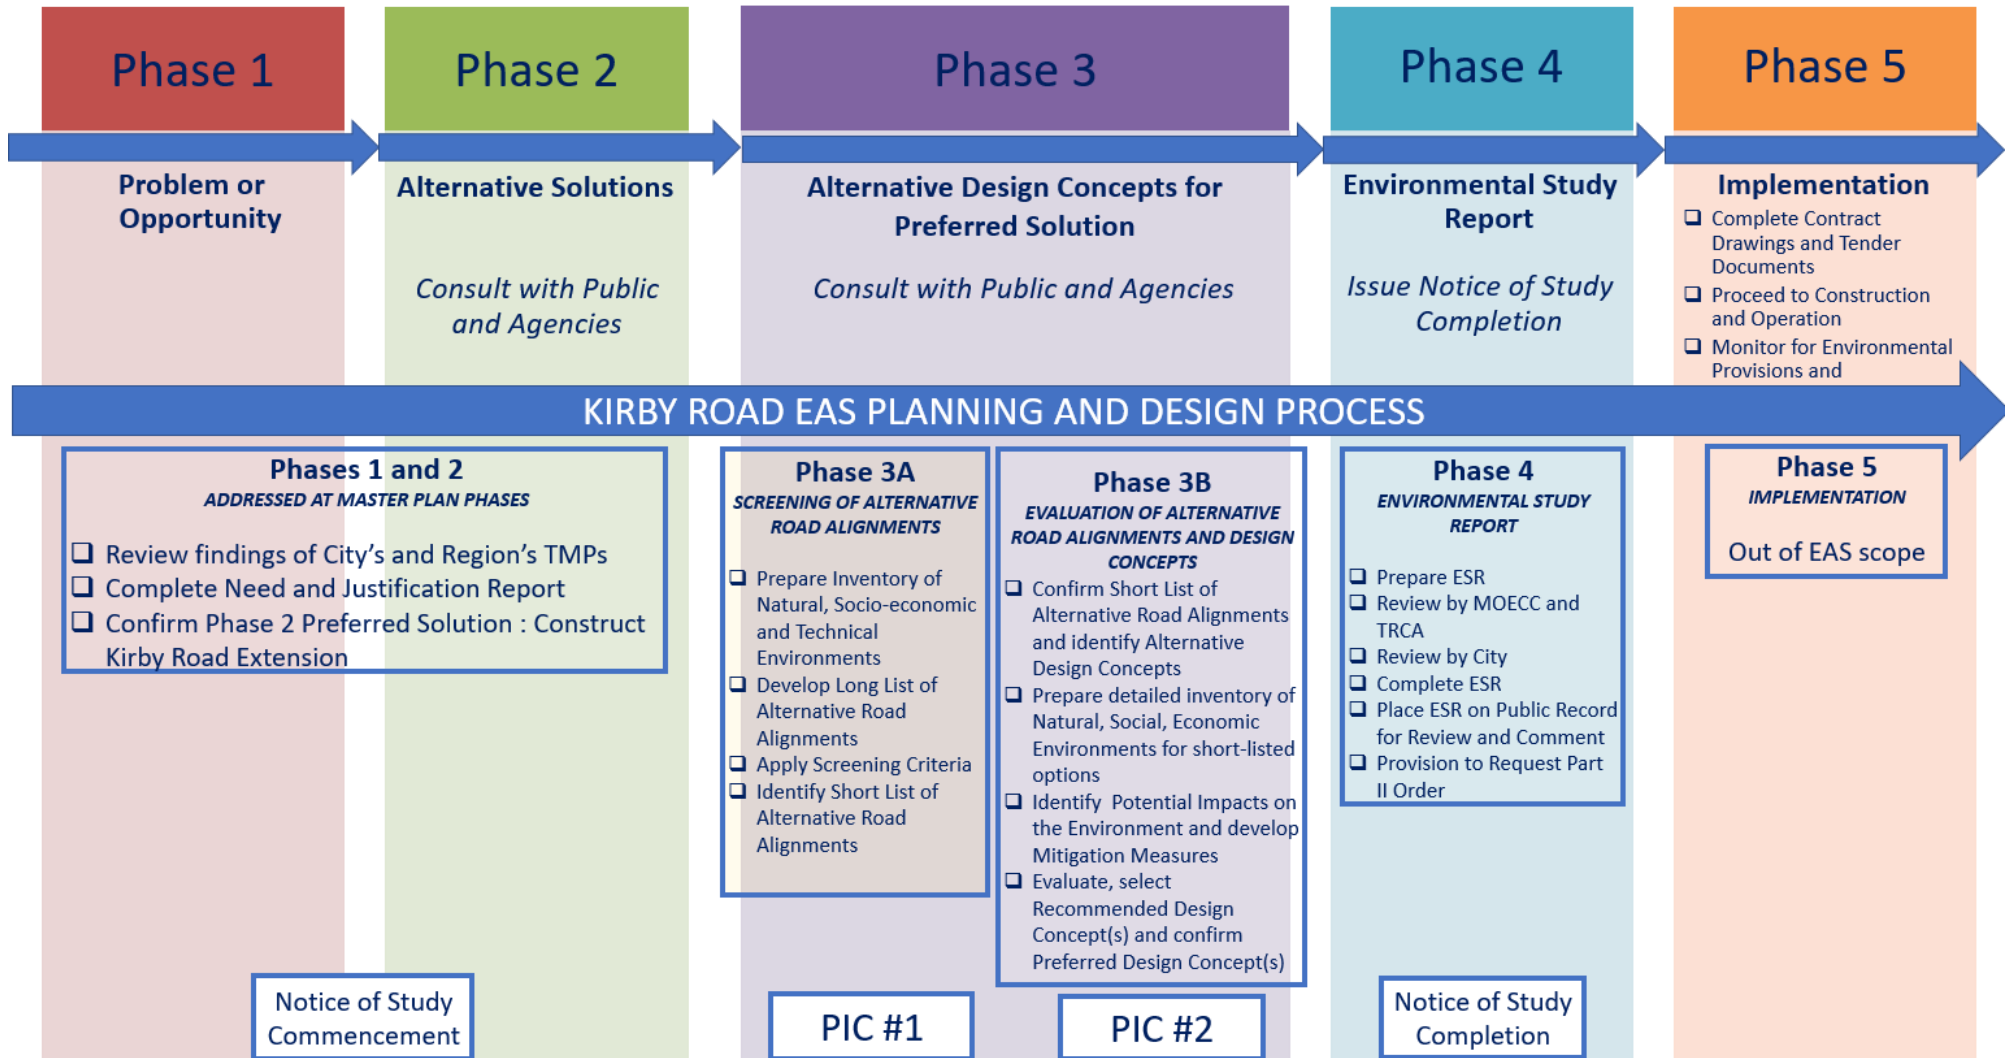 Phase 1
Phase 2
Phase 3
Phase 4
Phase 5
Problem or
Opportunity
Alternative Solutions
Consult with Public
and Agencies
Alternative Design Concepts for
Preferred Solution
Consult with Public and Agencies
Environmental Study
Report
Issue Notice of Study
Completion
Implementation
Complete Contract
Drawings and Tender
Documents
Proceed to Construction
and Operation
Monitor for Environmental
Provisions and
KIRBY ROAD EAS PLANNING AND DESIGN PROCESS
Phases 1 and 2
ADDRESSED AT MASTER PLAN PHASES
Review findings of City's and Region's TMPs
Complete Need and Justification Report
Confirm Phase 2 Preferred Solution : Construct
Kirby Road Extension
Phase 3A
SCREENING OF ALTERNATIVE
ROAD ALIGNMENTS
Prepare Inventory of
Natural, Socio-economic
and Technical
Environments
Develop Long List of
Alternative Road
Alignments
Apply Screening Criteria
Identify Short List of
Alternative Road
Alignments
Phase 3B
EVALUATION OF ALTERNATIVE
ROAD ALIGNMENTS AND DESIGN
CONCEPTS
Confirm Short List of
Alternative Road Alignments
and identify Alternative
Design Concepts
Prepare detailed inventory of
Natural, Social, Economic
Environments for short-listed
options
Identify Potential Impacts on
the Environment and develop
Mitigation Measures
Evaluate, select
Recommended Design
Concept(s) and confirm
Preferred Design Concept(s)
Phase 4
ENVIRONMENTAL STUDY
REPORT
Prepare ESR
Review by MOECC and
TRCA
Review by City
Complete ESR
Place ESR on Public Record
for Review and Comment
Provision to Request Part
II Order
Phase 5
IMPLEMENTATION
Out of EAS scope
Notice of Study
Commencement
PIC #1
PIC #2
Notice of Study
Completion